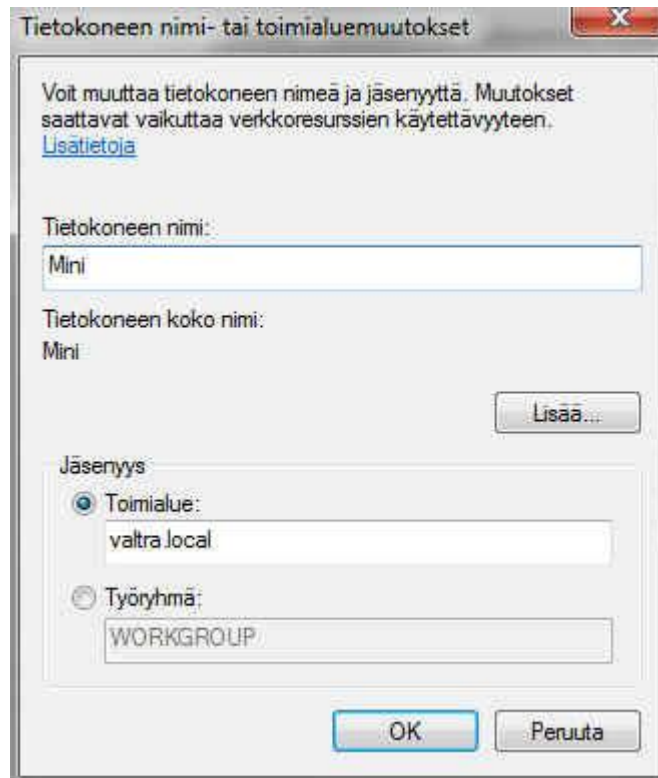 Tietokoneen nimi- tai toimialuemuutokset
Voit muuttaa tietokoneen nimeä ja jäsenyyttä. Muutokset
saattavat vaikuttaa verkkoresurssien käytettävyyteen.
Lisätietoja
Tietokoneen nimi:
Mini
Tietokoneen koko nimi:
Mini
Lisää...
Jäsenyys
Toimialue:
valtra.local
Työryhmä:
WORKGROUP
OK
Peruuta